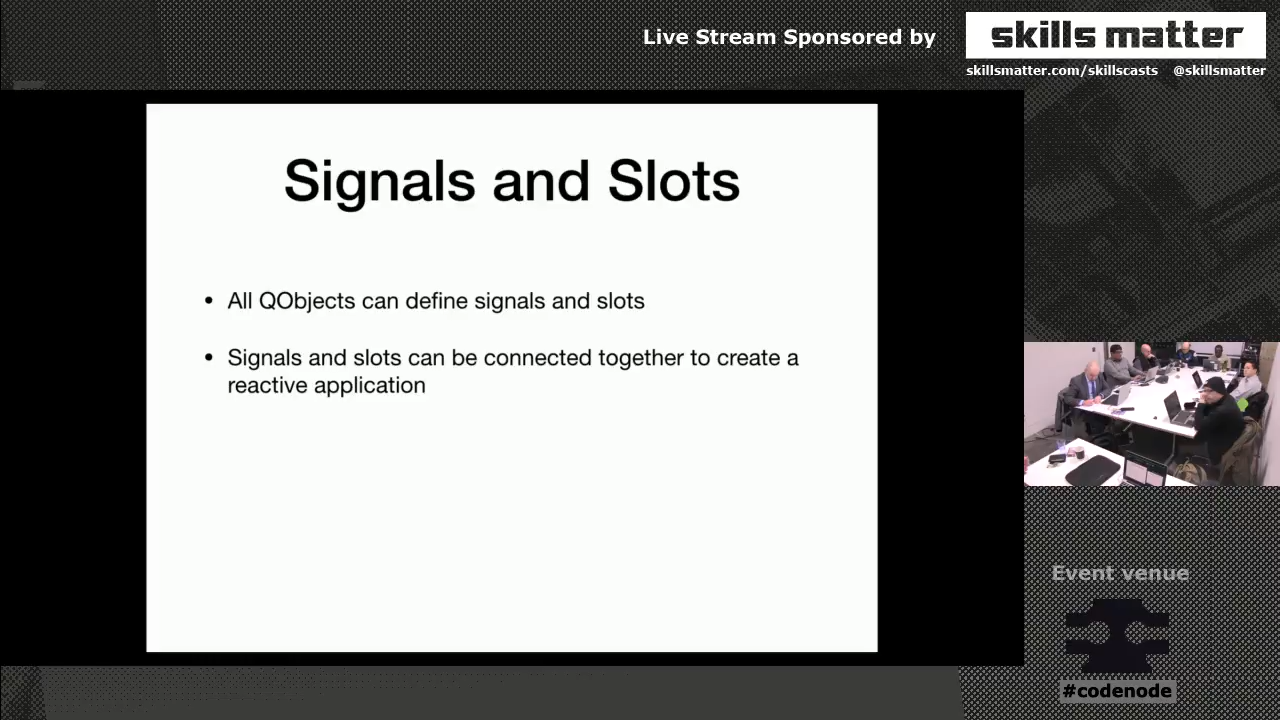 Live Stream Sponsored by
skills matter
skillsmatter.com/skillscasts @skillsmatter
Signals and Slots
• All QObjects can define signals and slots
• Signals and slots can be connected together to create a
reactive application
Event venue
#codenode